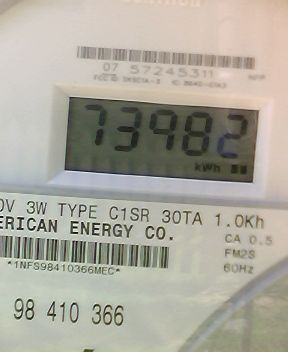 07 57245311
73982
kWh
0V 3W TYPE C1SR 30TA 1.0Kh
ERICAN ENERGY CO.
CA 0.5
FM2S
60Hz
*1NFS98410366MEC*
98 410 366